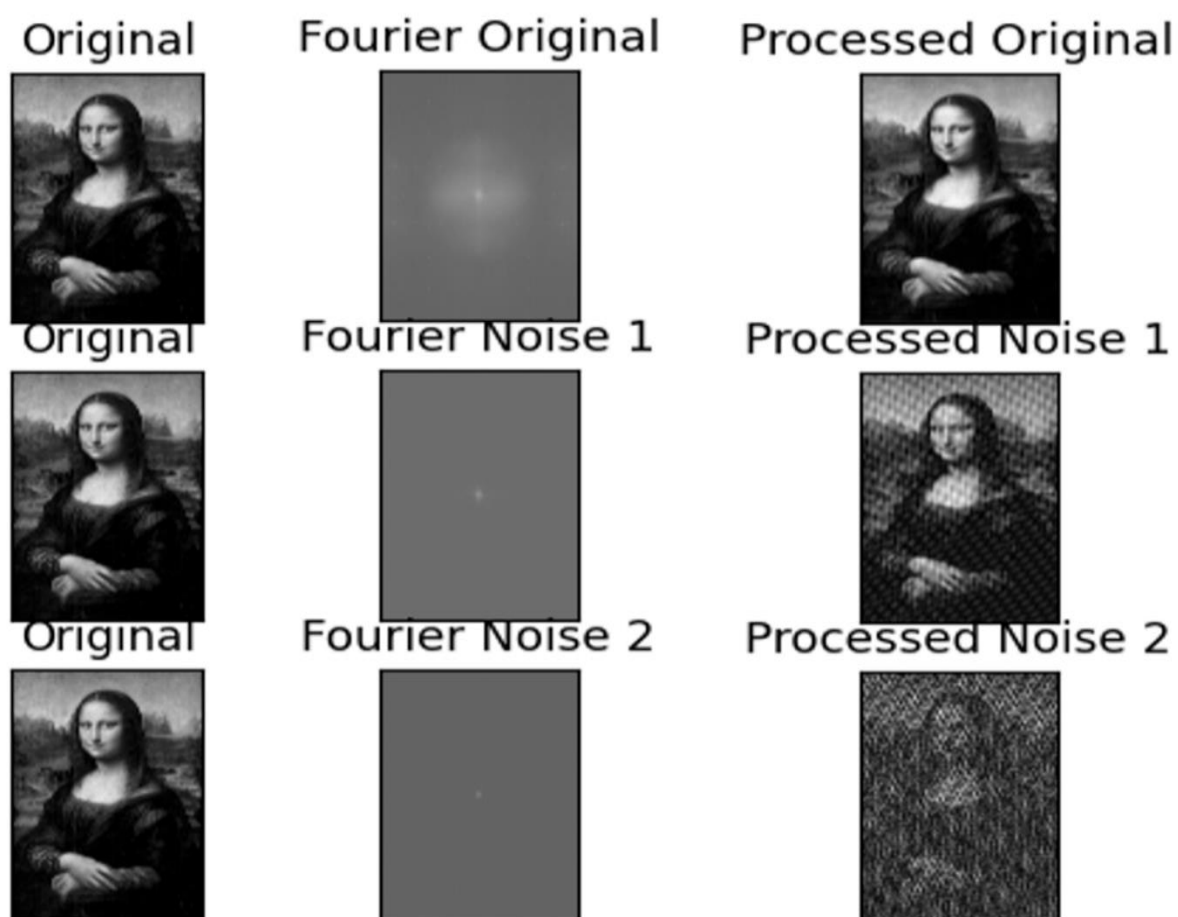 Original
Fourier Original
Processed Original
Original
Fourier Noise 1
Processed Noise 1
Original
Fourier Noise 2
Processed Noise 2